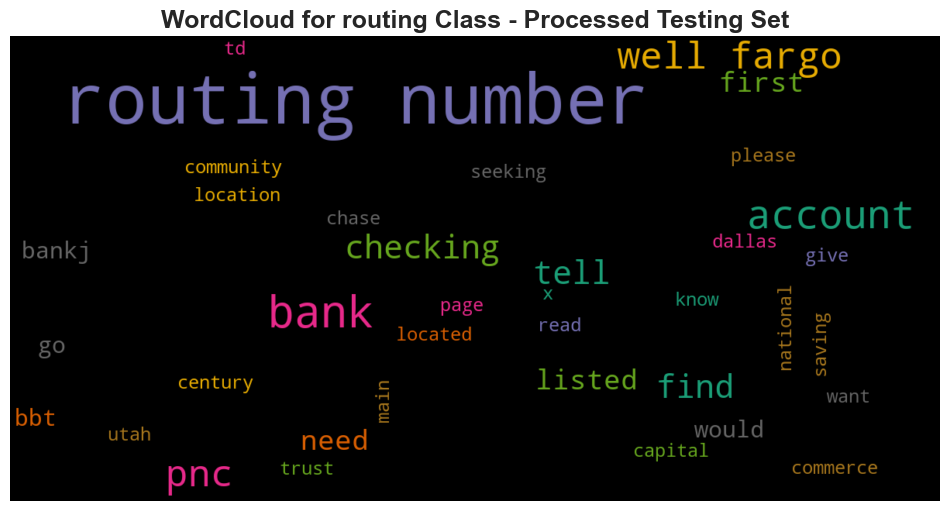 WordCloud for routing Class - Processed Testing Set
td
well fargo
first
routing number
please
community
seeking
location
chase
account
bankj
checking
dallas
give
tell
x
know
bank
page
read
located
national
saving
go
century
listed
find
main
want
bbt
utah
need
would
capital
pnc
trust
commerce